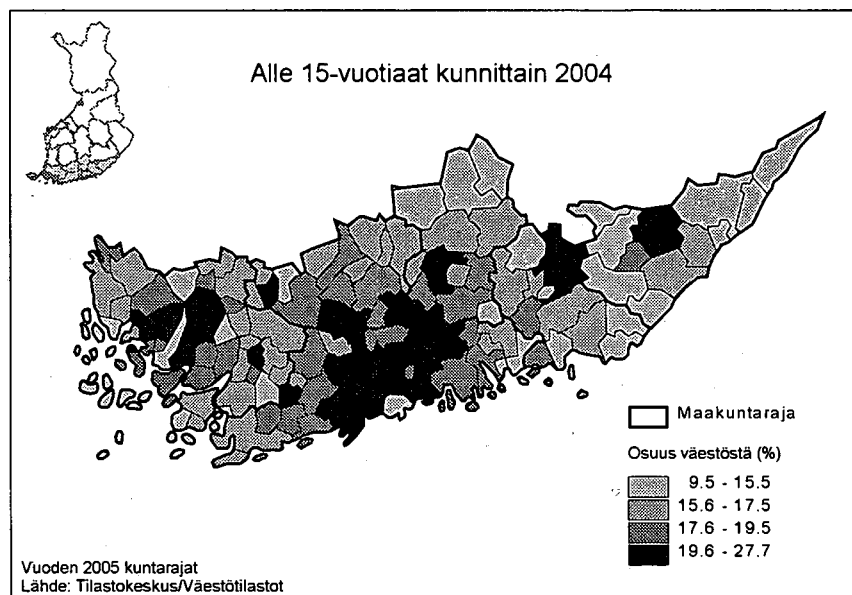 Alle 15-vuotiaat kunnittain 2004
Maakuntaraja
Osuus väestöstä (%)
9.5 - 15.5
15.6 - 17.5
17.6 - 19.5
19.6 - 27.7
Vuoden 2005 kuntarajat
Lähde: Tilastokeskus/Väestötilastot